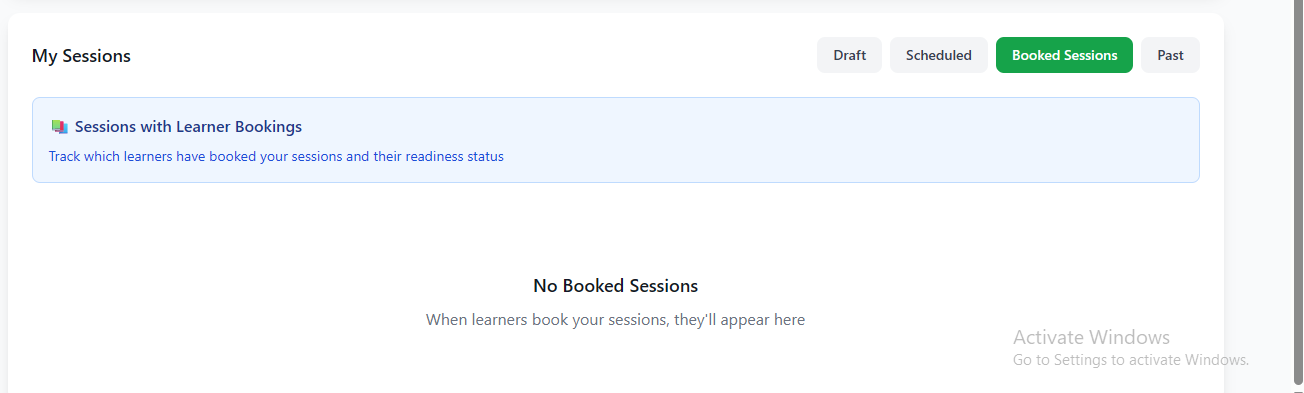 My Sessions
Draft
Scheduled
Booked Sessions
Past
Sessions with Learner Bookings
Track which learners have booked your sessions and their readiness status
No Booked Sessions
When learners book your sessions, they'll appear here
Activate Windows
Go to Settings to activate Windows.